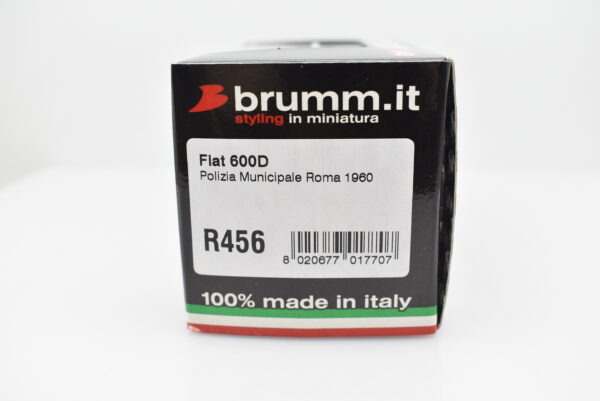 brumm.it
styling in miniatura
Fiat 600D
Polizia Municipale Roma 1960
R456
8 020677 017707
100% made in italy